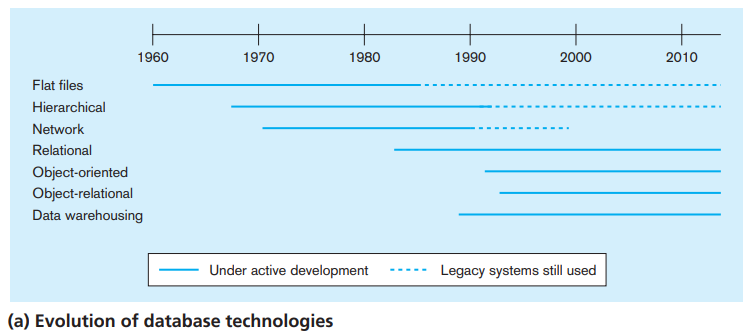 1960 1970 1980 1990 2000 2010
Flat files
Hierarchical
Network
Relational
Object-oriented
Object-relational
Data warehousing
Under active development Legacy systems still used
(a) Evolution of database technologies